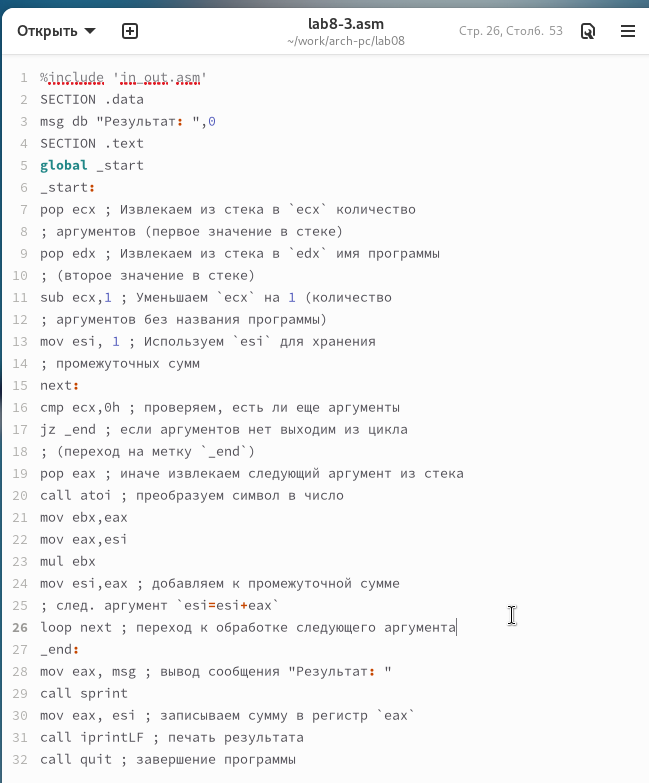 Открыть
lab8-3.asm
~/work/arch-pc/lab08
Стр. 26, Столб. 53
1 %include 'in_out.asm'
2 SECTION .data
3 msg db "Результат: ",0
4 SECTION .text
5 global _start
6 _start:
7 pop ecx ; Извлекаем из стека в `ecx` количество
8 ; аргументов (первое значение в стеке)
9 pop edx ; Извлекаем из стека в `edx` имя программы
10 ; (второе значение в стеке)
11 sub ecx,1 ; Уменьшаем `ecx` на 1 (количество
12 ; аргументов без названия программы)
13 mov esi, 1 ; Используем `esi` для хранения
14 ; промежуточных сумм
15 next:
16 cmp ecx,0h ; проверяем, есть ли еще аргументы
17 jz _end ; если аргументов нет выходим из цикла
18 ; (переход на метку `_end`)
19 pop eax ; иначе извлекаем следующий аргумент из стека
20 call atoi ; преобразуем символ в число
21 mov ebx,eax
22 mov eax,esi
23 mul ebx
24 mov esi,eax ; добавляем к промежуточной сумме
25 ; след. аргумент `esi=esi+eax`
26 loop next ; переход к обработке следующего аргумента
27 _end:
28 mov eax, msg ; вывод сообщения "Результат: "
29 call sprint
30 mov eax, esi ; записываем сумму в регистр `eax`
31 call iprintLF ; печать результата
32 call quit ; завершение программы